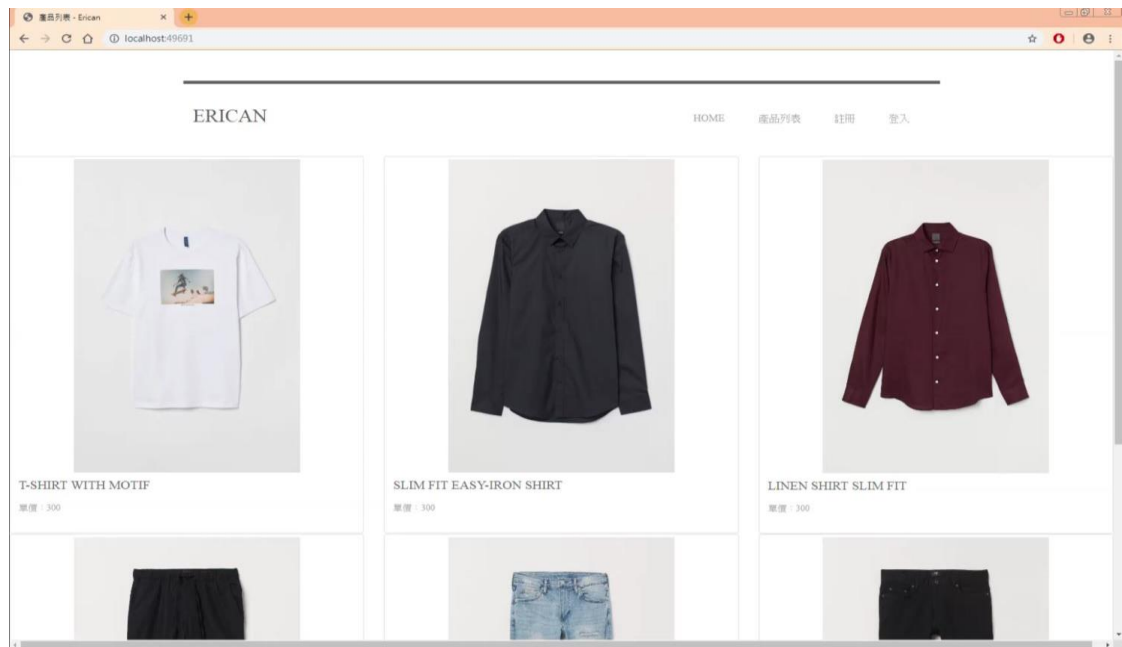 產品列表 - Erican
localhost:49691
ERICAN
HOME 產品列表 註冊 登入
T-SHIRT WITH MOTIF
單價：300
SLIM FIT EASY-IRON SHIRT
單價：300
LINEN SHIRT SLIM FIT
單價：300